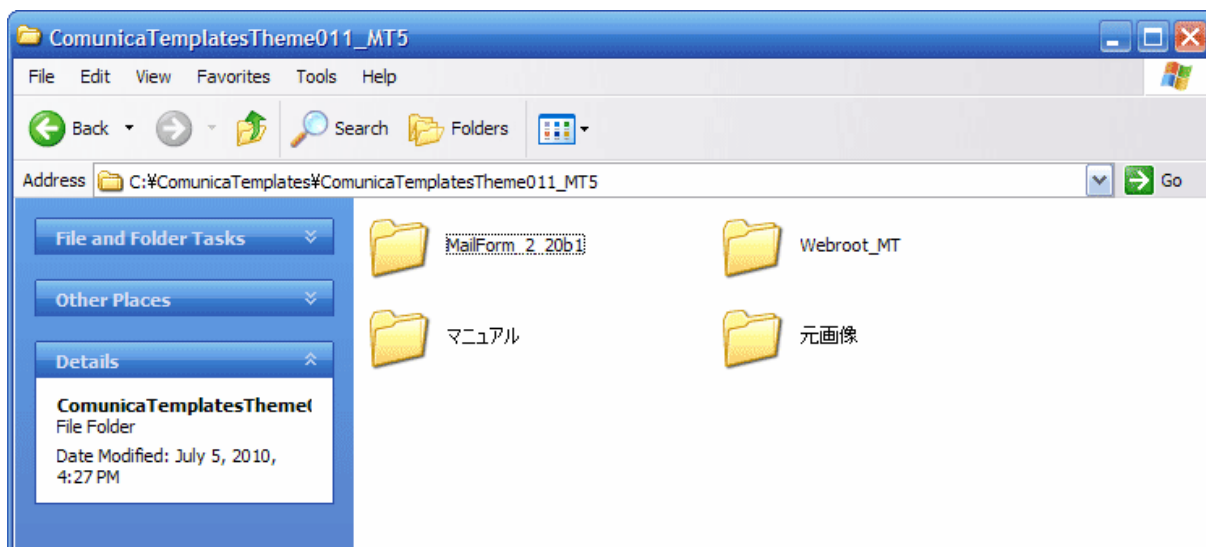 ComunicaTemplatesTheme011_MT5
File Edit View Favorites Tools Help
Back Search Folders
Address C:¥ComunicaTemplates¥ComunicaTemplatesTheme011_MT5 Go
File and Folder Tasks
Other Places
Details
ComunicaTemplatesTheme(
File Folder
Date Modified: July 5, 2010,
4:27 PM
MailForm_2_20b1 Webroot_MT
マニュアル 元画像